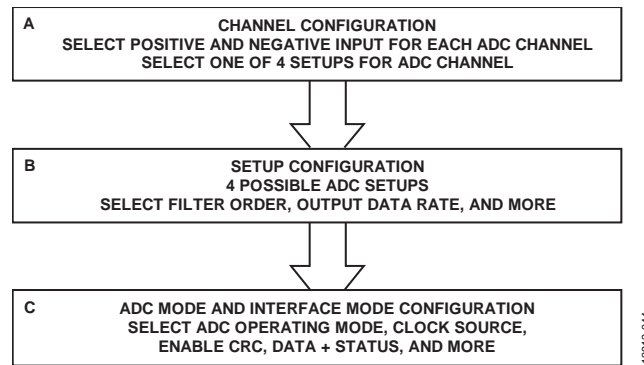 A
CHANNEL CONFIGURATION
SELECT POSITIVE AND NEGATIVE INPUT FOR EACH ADC CHANNEL
SELECT ONE OF 4 SETUPS FOR ADC CHANNEL
B
SETUP CONFIGURATION
4 POSSIBLE ADC SETUPS
SELECT FILTER ORDER, OUTPUT DATA RATE, AND MORE
C
ADC MODE AND INTERFACE MODE CONFIGURATION
SELECT ADC OPERATING MODE, CLOCK SOURCE,
ENABLE CRC, DATA + STATUS, AND MORE